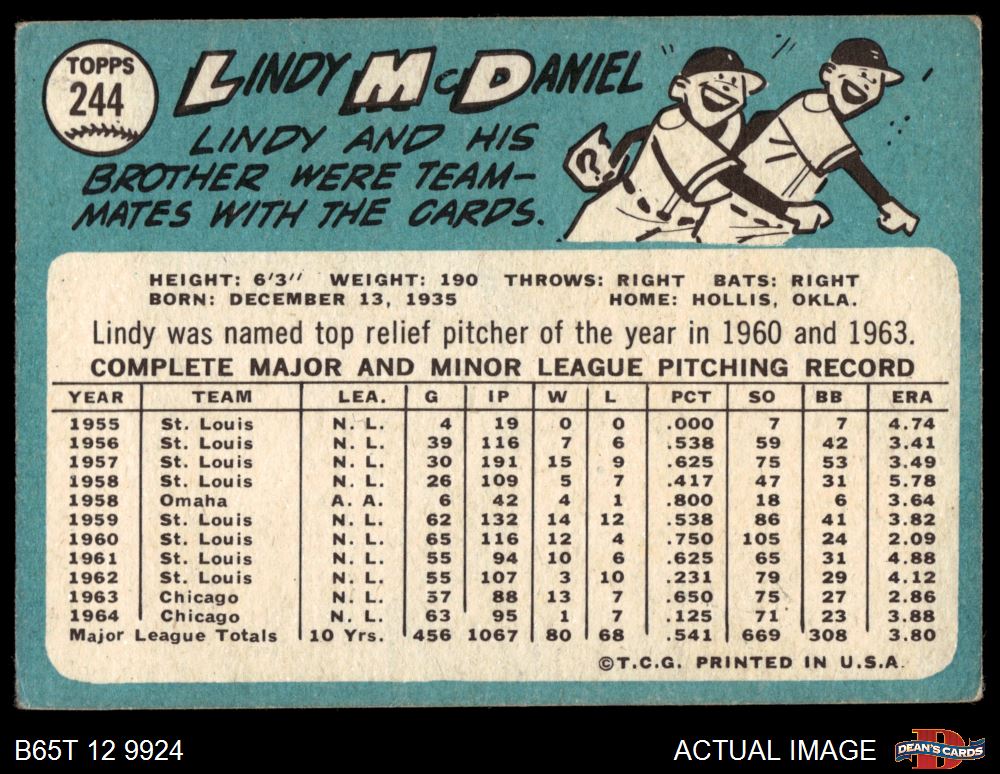 TOPPS
244
LINDY MCDANIEL
LINDY AND HIS
BROTHER WERE TEAM-
MATES WITH THE CARDS.
?
HEIGHT: 6'3" WEIGHT: 190 THROWS: RIGHT BATS: RIGHT
BORN: DECEMBER 13, 1935 HOME: HOLLIS, OKLA.
Lindy was named top relief pitcher of the year in 1960 and 1963.
COMPLETE MAJOR AND MINOR LEAGUE PITCHING RECORD
YEAR TEAM LEA. G IP W L PCT SO BB ERA
1955 St. Louis N. L. 4 19 0 0 .000 7 7 4.74
1956 St. Louis N. L. 39 116 7 6 .538 59 42 3.41
1957 St. Louis N. L. 30 191 15 9 .625 75 53 3.49
1958 St. Louis N. L. 26 109 5 7 .417 47 31 5.78
1958 Omaha A. A. 6 42 4 1 .800 18 6 3.64
1959 St. Louis N. L. 62 132 14 12 .538 86 41 3.82
1960 St. Louis N. L. 65 116 12 4 .750 105 24 2.09
1961 St. Louis N. L. 55 94 10 6 .625 65 31 4.88
1962 St. Louis N. L. 55 107 3 10 .231 79 29 4.12
1963 Chicago N. L. 57 88 13 7 .650 75 27 2.86
1964 Chicago N. L. 63 95 1 7 .125 71 23 3.88
Major League Totals 10 Yrs. 456 1067 80 68 .541 669 308 3.80
©T.C.G. PRINTED IN U.S.A.
B65T 12 9924 ACTUAL IMAGE DEAN'S CARDS